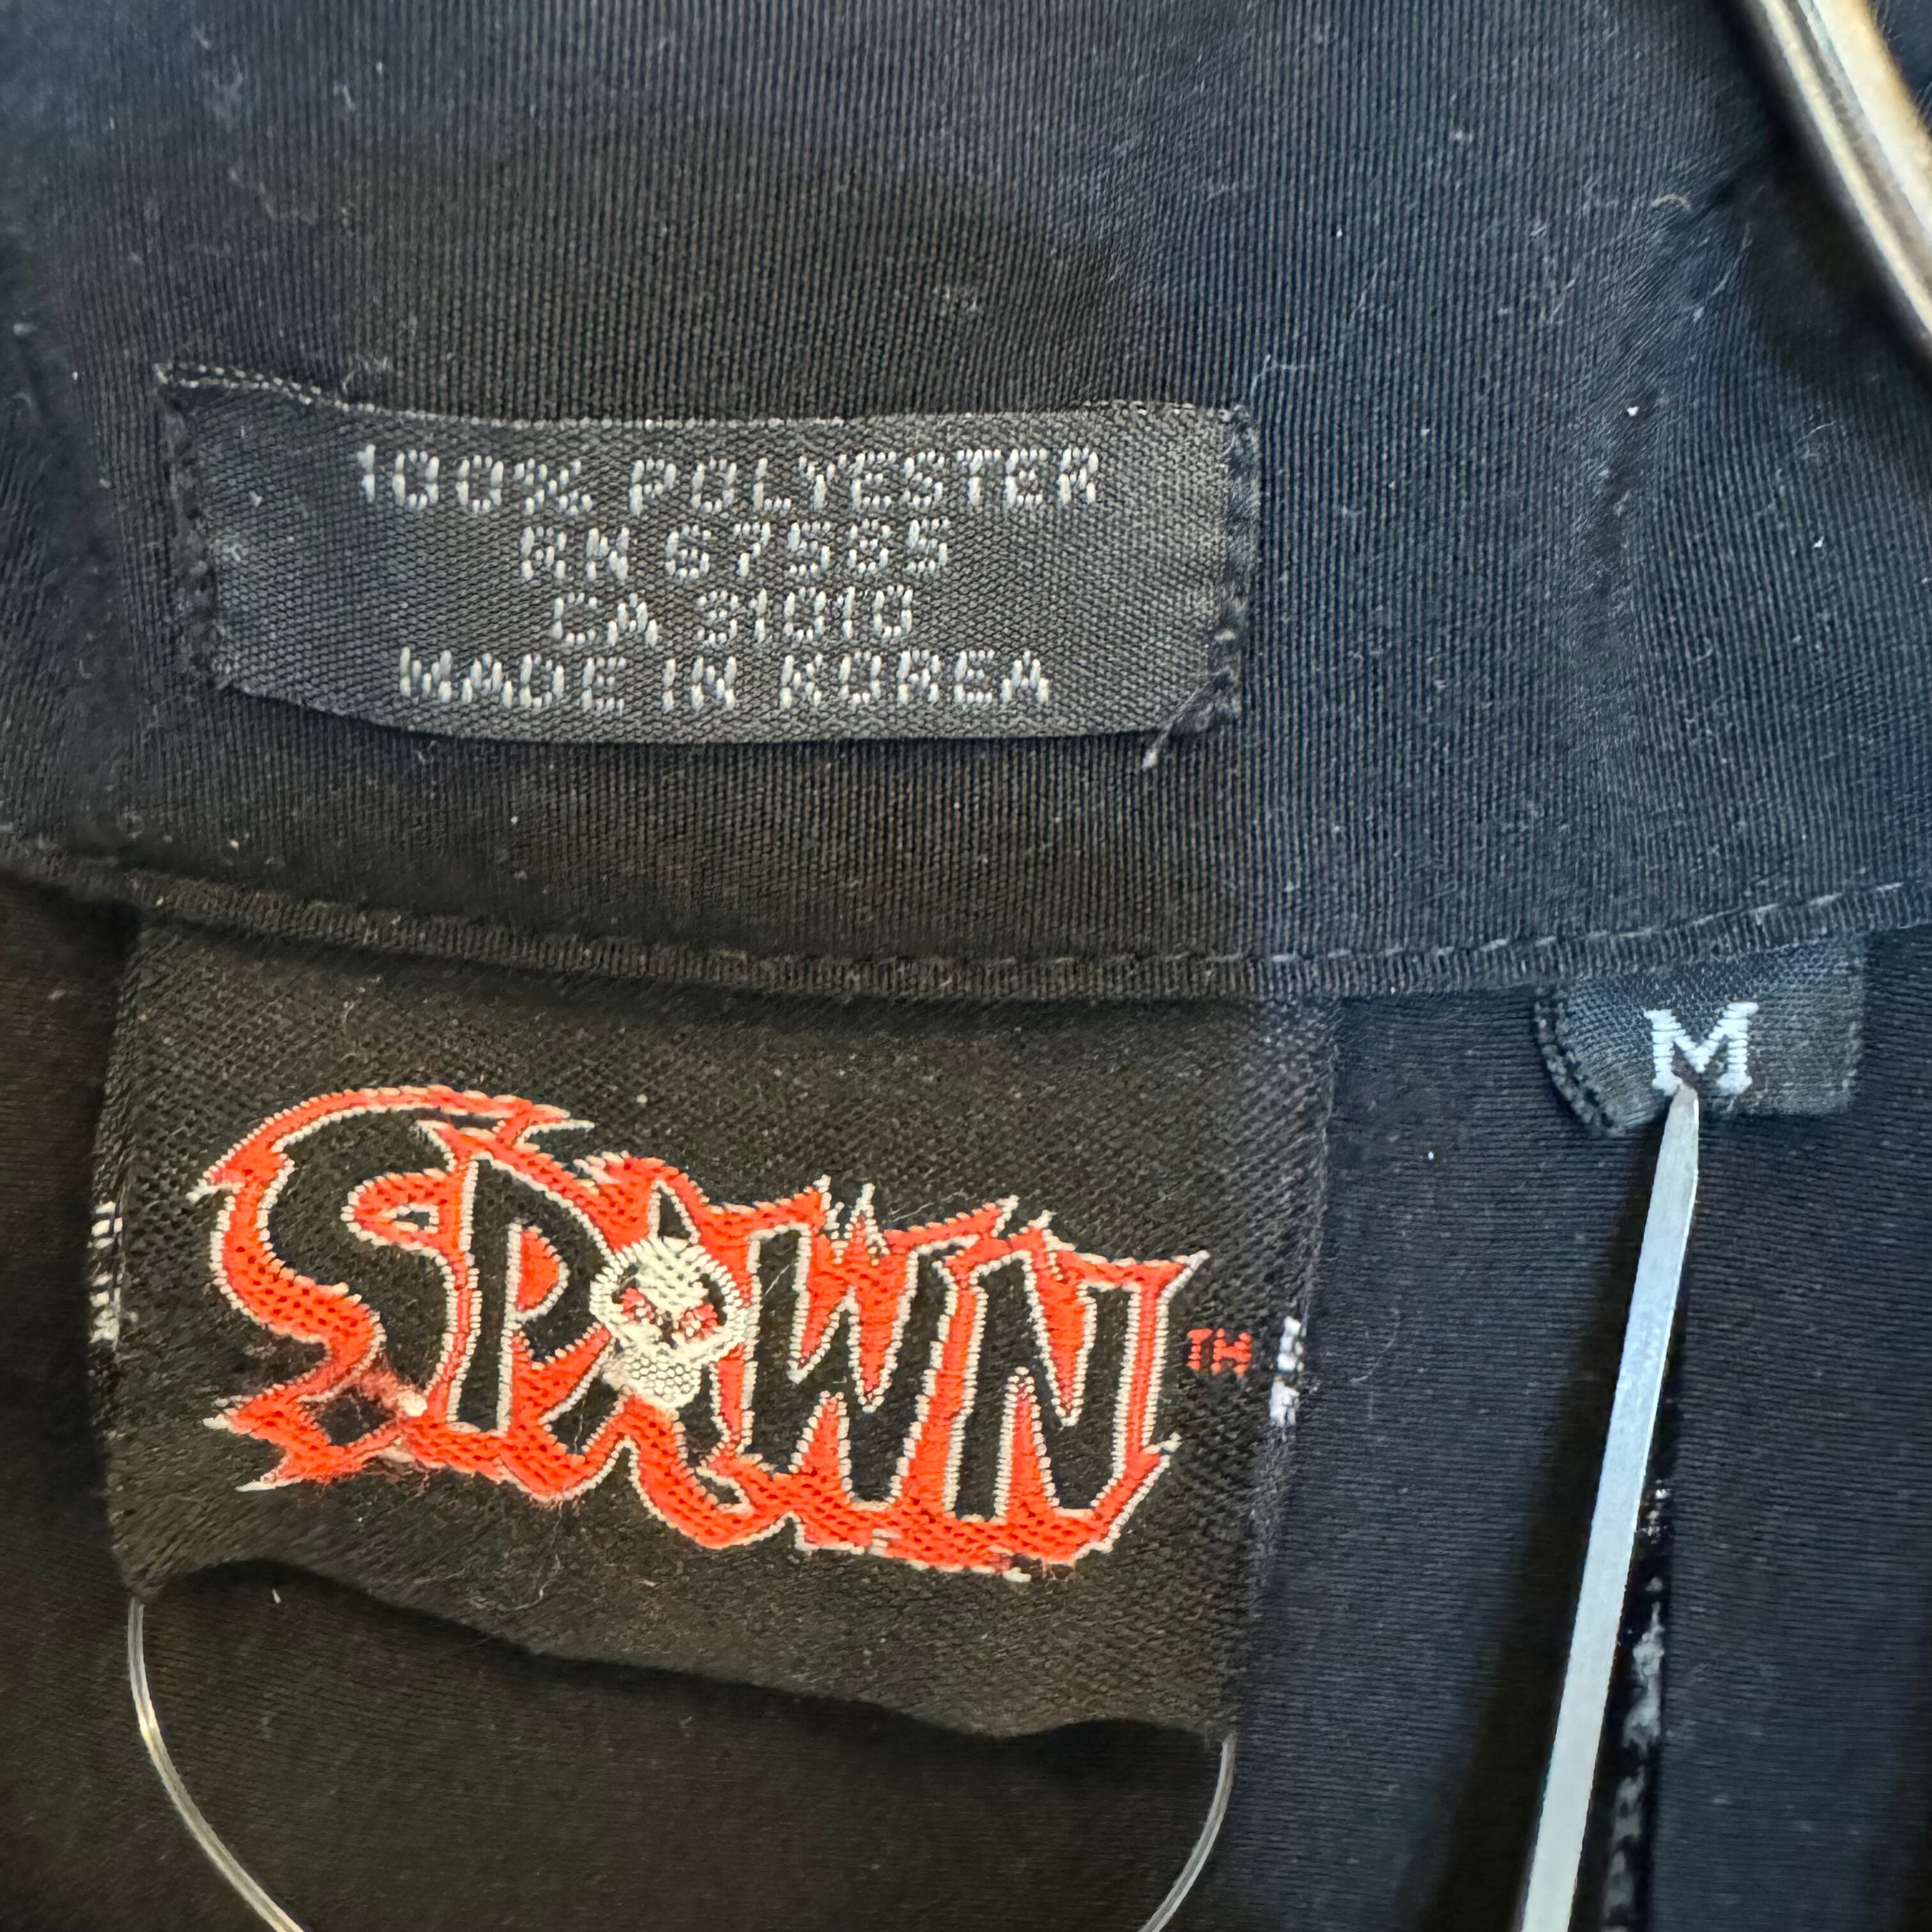 100% POLYESTER
RN 67585
CA 31010
MADE IN KOREA
M
SPAWN TM